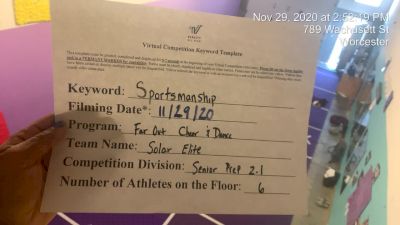 Nov 29, 2020 at 2:52:19 PM
789 Wachusett St
Worcester
VARSITY
Virtual Competition Keyword Template
Keyword: Sportsmanship
Filming Date*: 11/29/20
Program: Far Out Cheer & Dance
Team Name: Solar Elite
Competition Division: Senior Prep 2.1
Number of Athletes on the Floor: 6